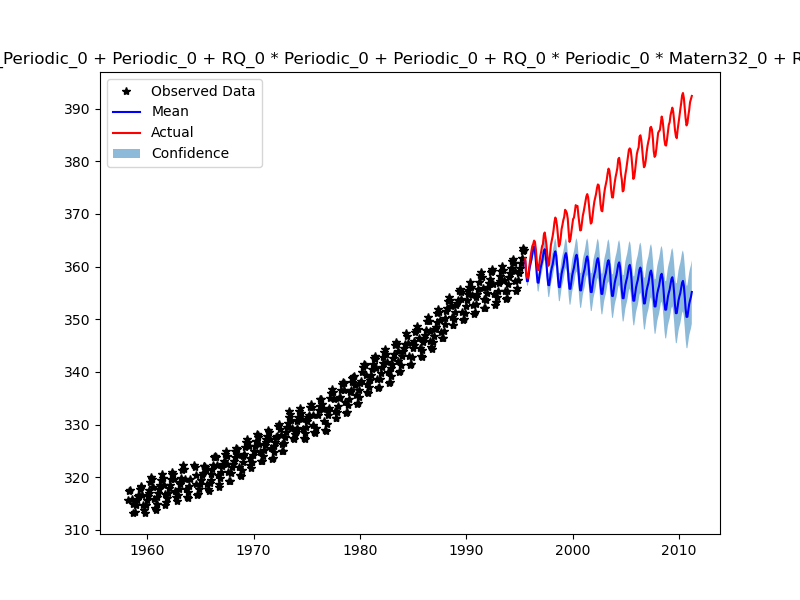 _Periodic_0 + Periodic_0 + RQ_0 * Periodic_0 + Periodic_0 + RQ_0 * Periodic_0 * Matern32_0 + R
Observed Data
Mean
Actual
Confidence
390
380
370
360
350
340
330
320
310
1960 1970 1980 1990 2000 2010